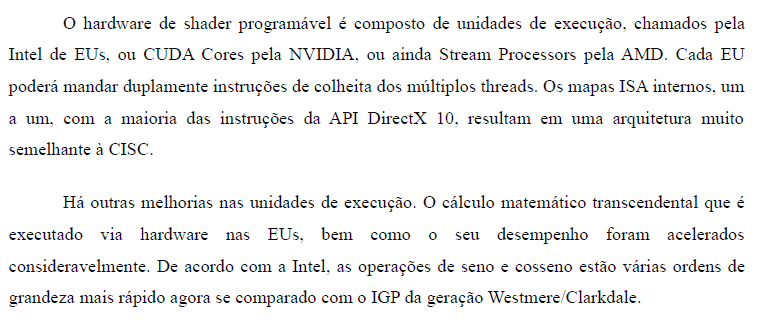 O hardware de shader programável é composto de unidades de execução, chamados pela
Intel de EUs, ou CUDA Cores pela NVIDIA, ou ainda Stream Processors pela AMD. Cada EU
poderá mandar duplamente instruções de colheita dos múltiplos threads. Os mapas ISA internos, um
a um, com a maioria das instruções da API DirectX 10, resultam em uma arquitetura muito
semelhante à CISC.
Há outras melhorias nas unidades de execução. O cálculo matemático transcendental que é
executado via hardware nas EUs, bem como o seu desempenho foram acelerados
consideravelmente. De acordo com a Intel, as operações de seno e cosseno estão várias ordens de
grandeza mais rápido agora se comparado com o IGP da geração Westmere/Clarkdale.